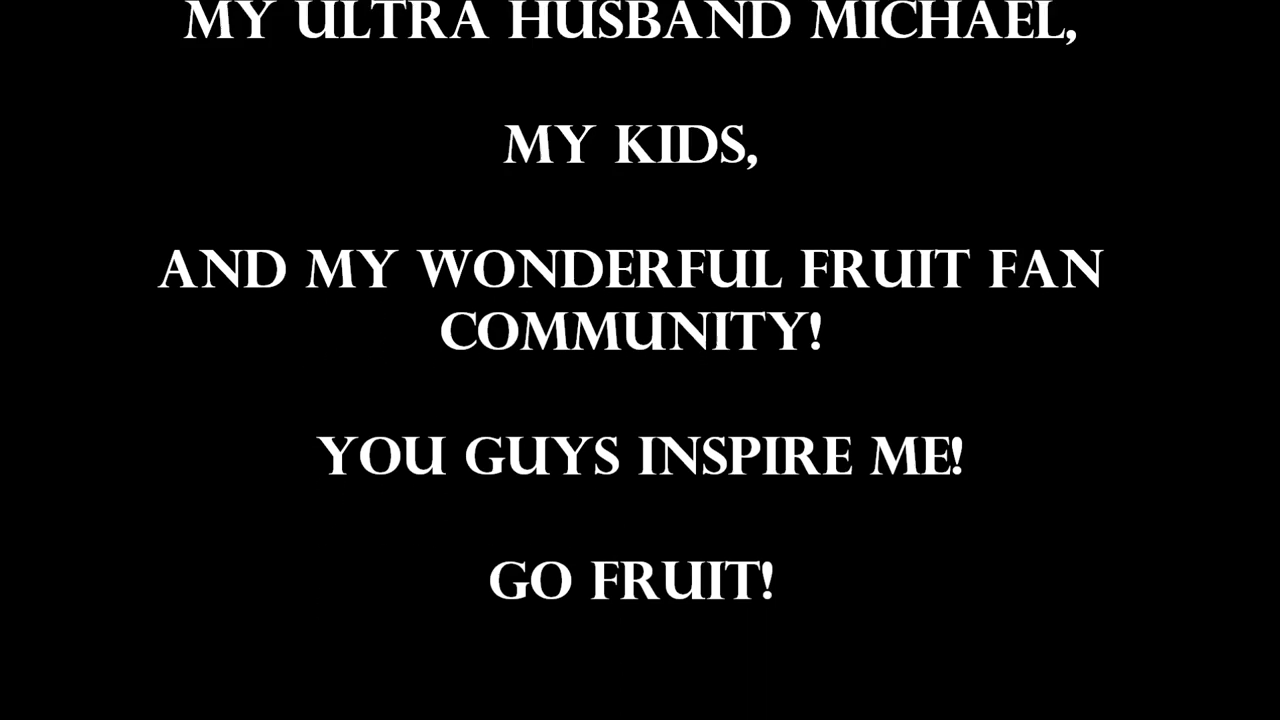 MY ULTRA HUSBAND MICHAEL,
MY KIDS,
AND MY WONDERFUL FRUIT FAN
COMMUNITY!
YOU GUYS INSPIRE ME!
GO FRUIT!